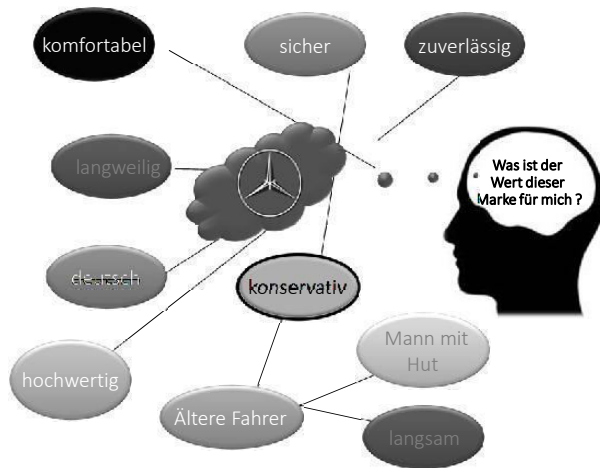 komfortabel
sicher
zuverlässig
langweilig
Was ist der
Wert dieser
Marke für mich ?
deutsch
konservativ
Mann mit
Hut
hochwertig
Ältere Fahrer
langsam